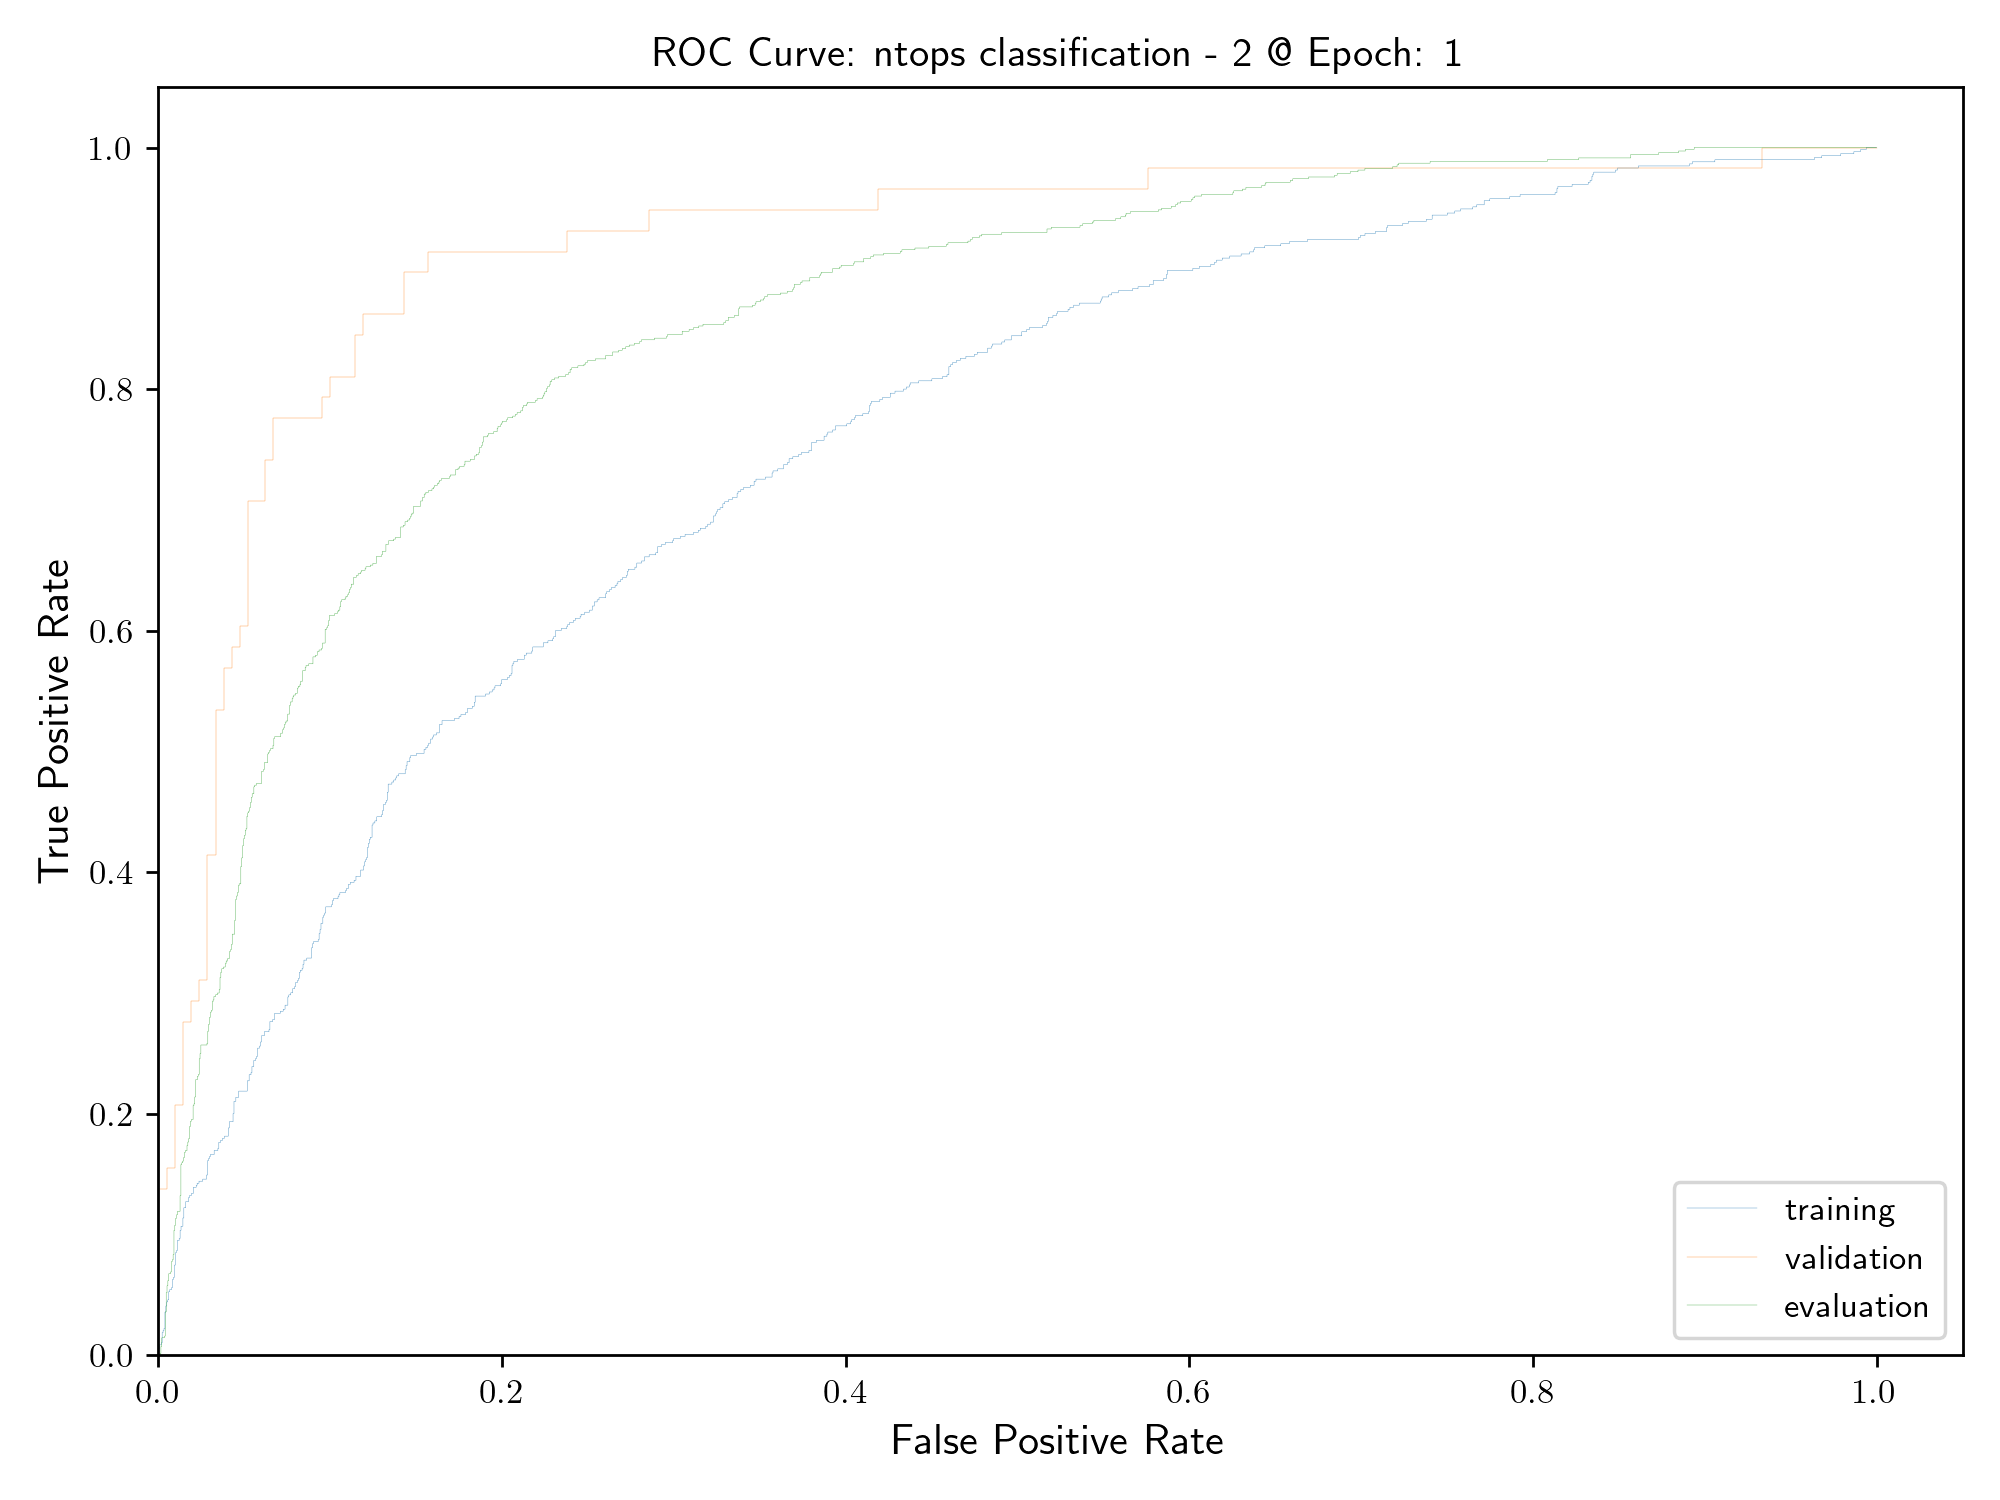 ROC Curve: ntops classification - 2 @ Epoch: 1
True Positive Rate
1.0
0.8
0.6
0.4
0.2
0.0
0.0 0.2 0.4 0.6 0.8 1.0
False Positive Rate
training
validation
evaluation